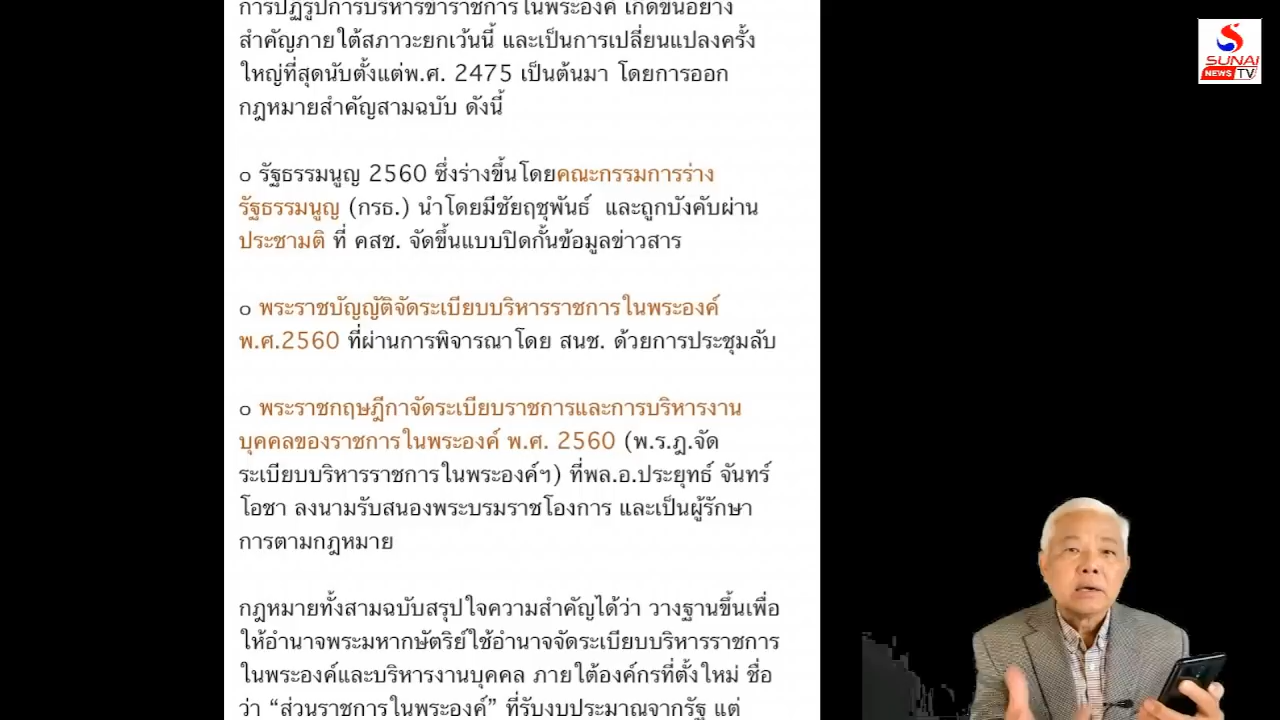 การปฏิรูปการบริหารข้าราชการในพระองค์ เกิดขึ้นอย่าง
สำคัญภายใต้สภาวะยกเว้นนี้ และเป็นการเปลี่ยนแปลงครั้ง
ใหญ่ที่สุดนับตั้งแต่พ.ศ. 2475 เป็นต้นมา โดยการออก
กฎหมายสำคัญสามฉบับ ดังนี้
o รัฐธรรมนูญ 2560 ซึ่งร่างขึ้นโดยคณะกรรมการร่าง
รัฐธรรมนูญ (กรธ.) นำโดยมีชัยฤชุพันธ์ และถูกบังคับผ่าน
ประชามติ ที่ คสช. จัดขึ้นแบบปิดกั้นข้อมูลข่าวสาร
o พระราชบัญญัติจัดระเบียบบริหารราชการในพระองค์
พ.ศ.2560 ที่ผ่านการพิจารณาโดย สนช. ด้วยการประชุมลับ
o พระราชกฤษฎีกาจัดระเบียบราชการและการบริหารงาน
บุคคลของราชการในพระองค์ พ.ศ. 2560 (พ.ร.ฎ.จัด
ระเบียบบริหารราชการในพระองค์ฯ) ที่พล.อ.ประยุทธ์ จันทร์
โอชา ลงนามรับสนองพระบรมราชโองการ และเป็นผู้รักษา
การตามกฎหมาย
กฎหมายทั้งสามฉบับสรุปใจความสำคัญได้ว่า วางฐานขึ้นเพื่อ
ให้อำนาจพระมหากษัตริย์ใช้อำนาจจัดระเบียบบริหารราชการ
ในพระองค์และบริหารงานบุคคล ภายใต้องค์กรที่ตั้งใหม่ ชื่อ
ว่า “ส่วนราชการในพระองค์” ที่รับงบประมาณจากรัฐ แต่
SUNAI
NEWS TV